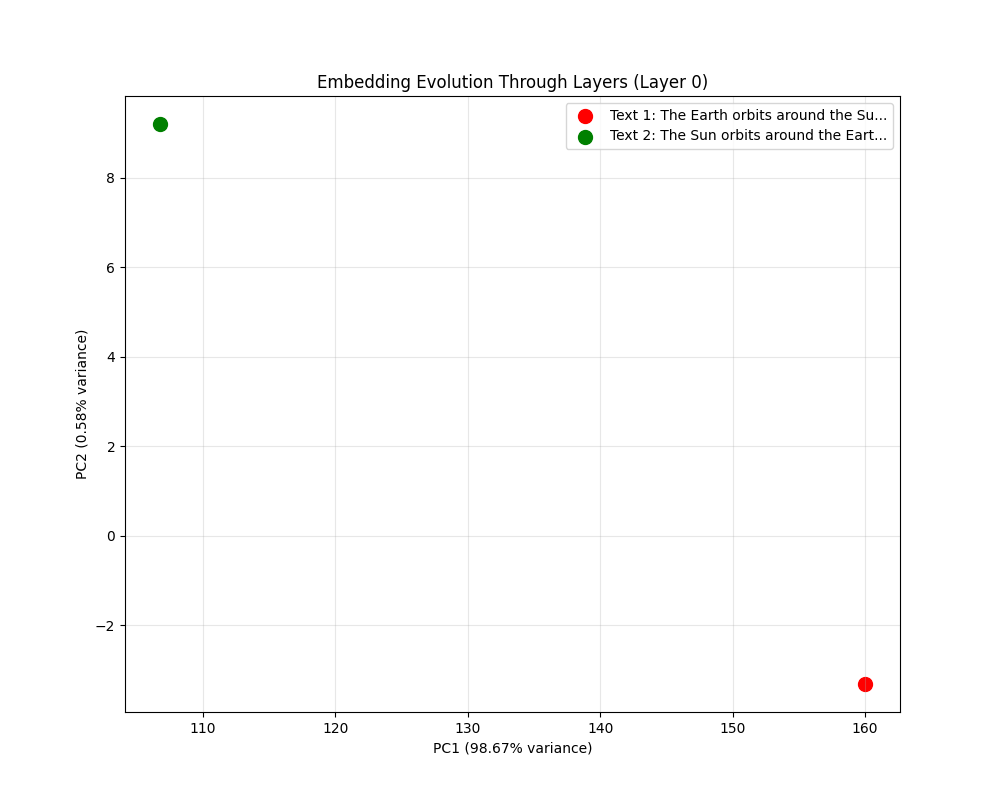 Embedding Evolution Through Layers (Layer 0)
Text 1: The Earth orbits around the Su...
Text 2: The Sun orbits around the Eart...
8
6
4
2
0
−2
PC2 (0.58% variance)
110 120 130 140 150 160
PC1 (98.67% variance)